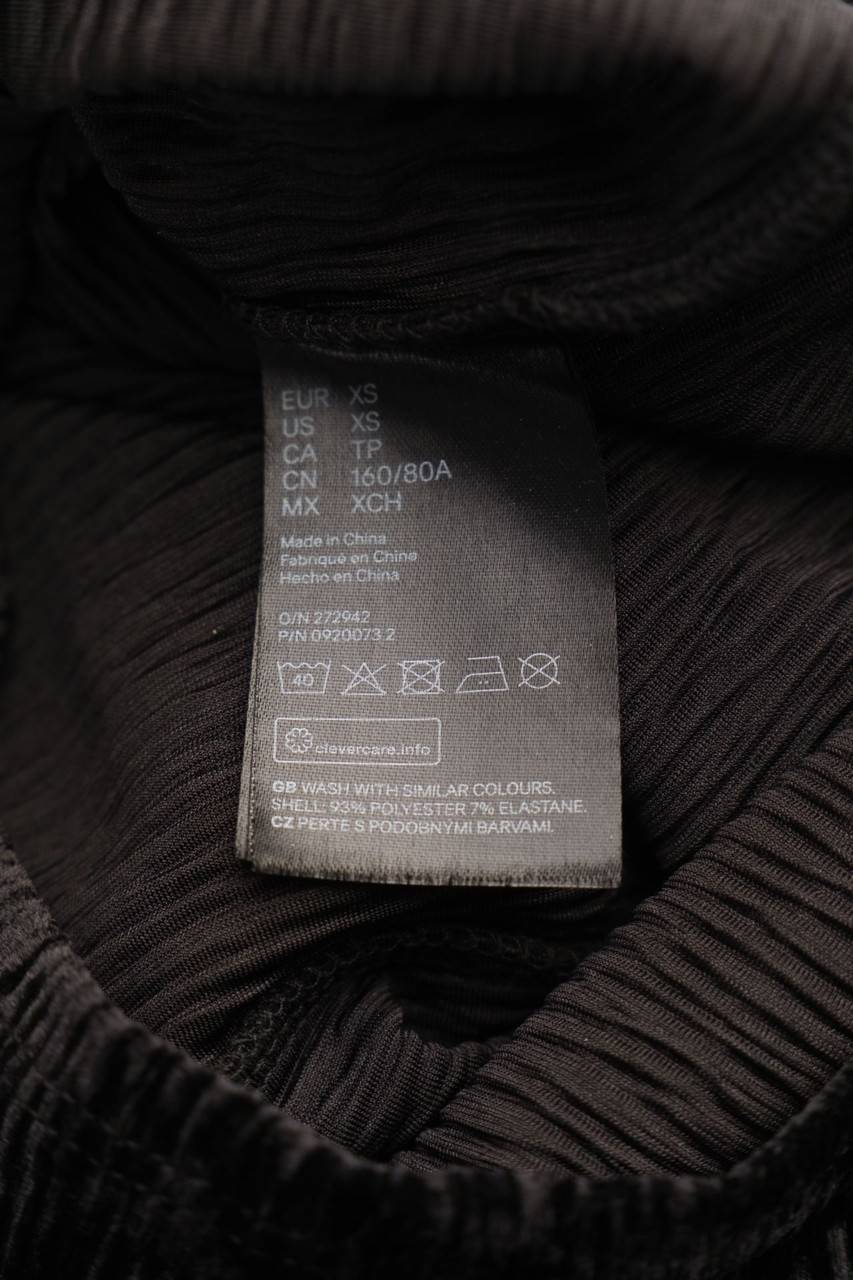 EUR XS
US XS
CA TP
CN 160/80A
MX XCH
Made in China
Fabriqué en Chine
Hecho en China
O/N 272942
P/N 0920073 2
40
clevercare.info
GB WASH WITH SIMILAR COLOURS.
SHELL: 93% POLYESTER 7% ELASTANE.
CZ PERTE S PODOBNÝMI BARVAMI.